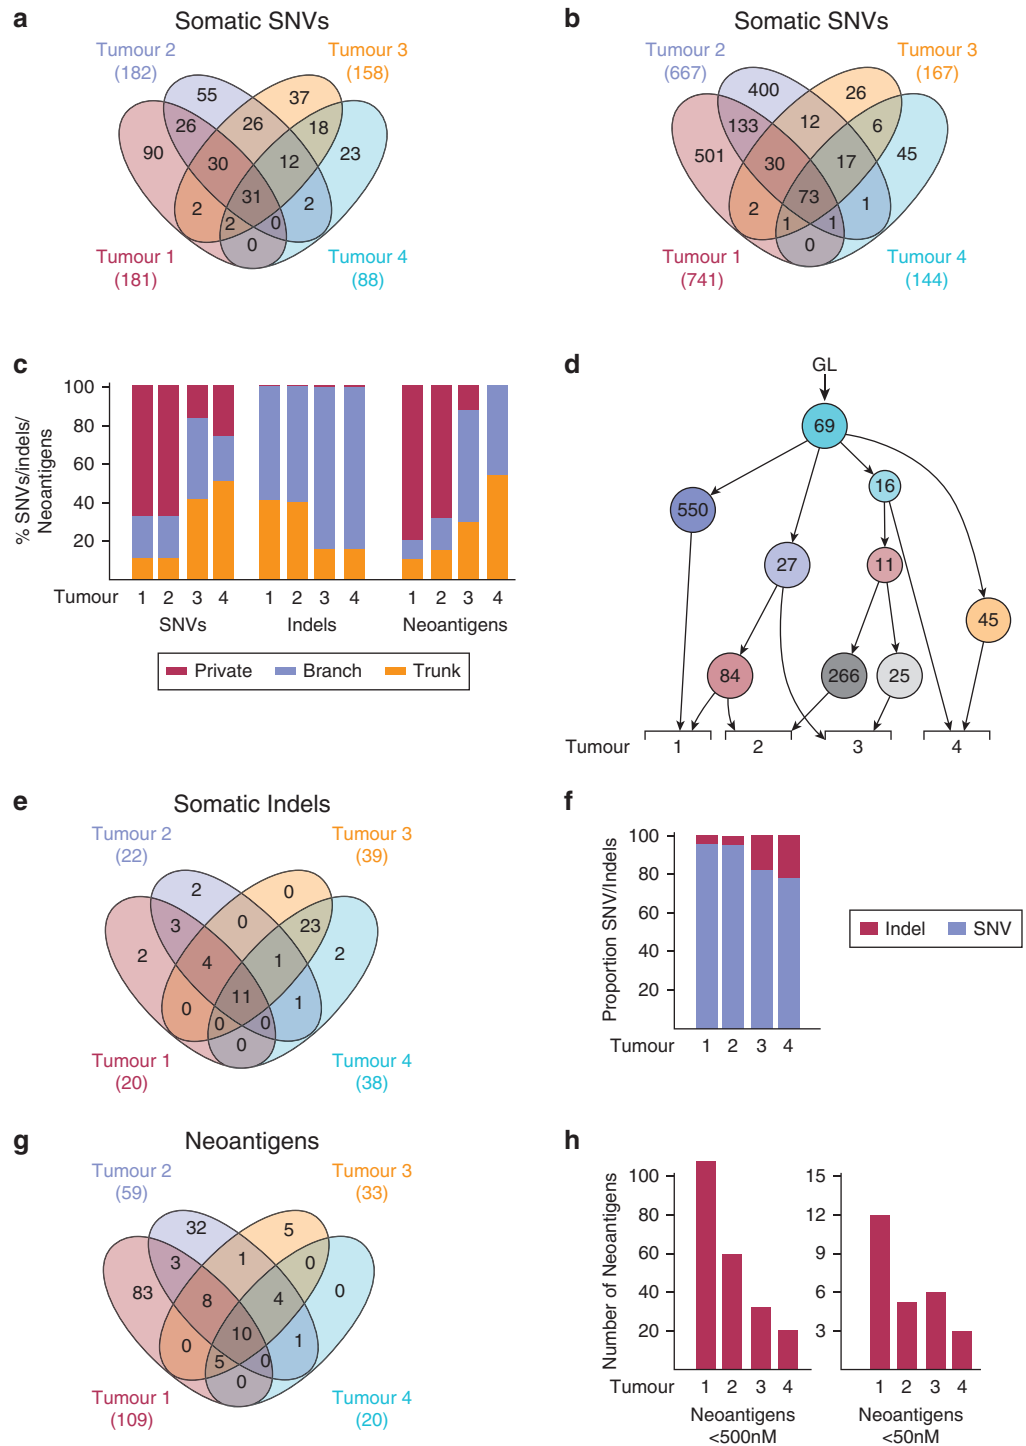 a
Somatic SNVs
Tumour 2
(182)
Tumour 3
(158)
55
37
26
26
18
90
30
12
23
31
2
2
0
2
0
Tumour 1
(181)
Tumour 4
(88)
b
Somatic SNVs
Tumour 2
(667)
Tumour 3
(167)
400
26
133
12
6
501
30
17
45
73
2
1
1
1
0
Tumour 1
(741)
Tumour 4
(144)
c
% SNVs/indels/
Neoantigens
100
80
60
40
20
Tumour 1 2 3 4 1 2 3 4 1 2 3 4
SNVs Indels Neoantigens
Private Branch Trunk
d
GL
69
16
550
27
11
45
84
266
25
Tumour 1 2 3 4
e
Somatic Indels
Tumour 2
(22)
Tumour 3
(39)
2
0
3
0
23
2
4
1
2
11
0
1
0
0
0
Tumour 1
(20)
Tumour 4
(38)
f
Proportion SNV/Indels
100
80
60
40
20
Tumour 1 2 3 4
Indel SNV
g
Neoantigens
Tumour 2
(59)
Tumour 3
(33)
32
5
3
1
0
83
8
4
0
10
0
1
5
0
0
Tumour 1
(109)
Tumour 4
(20)
h
Number of Neoantigens
100
80
60
40
20
Tumour 1 2 3 4
Neoantigens
<500nM
15
12
9
6
3
1 2 3 4
Neoantigens
<50nM